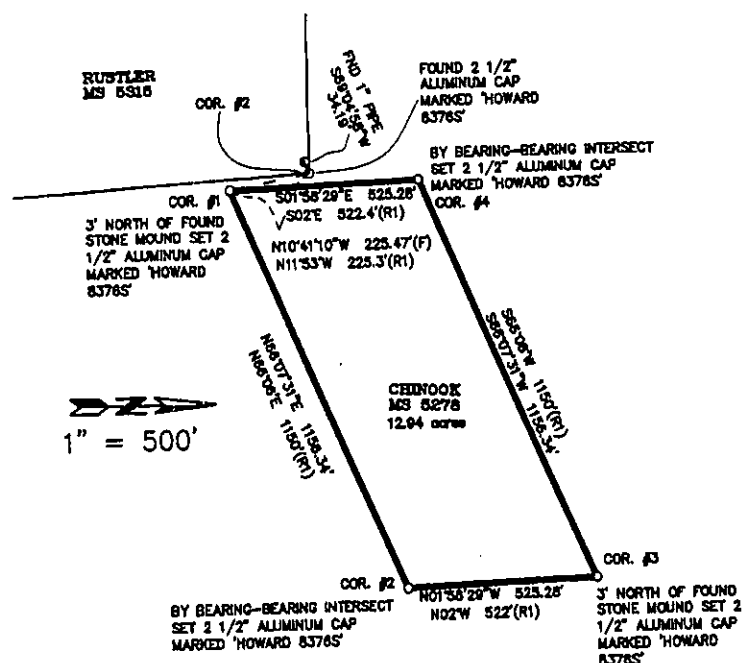 RUSTLER
MS 5315
COR. #2
FND 1" PIPE
S69°04'58"W
34.19'
FOUND 2 1/2"
ALUMINUM CAP
MARKED 'HOWARD
8376S'
BY BEARING-BEARING INTERSECT
SET 2 1/2" ALUMINUM CAP
MARKED 'HOWARD 8376S'
COR. #4
COR. #1
3' NORTH OF FOUND
STONE MOUND SET 2
1/2" ALUMINUM CAP
MARKED 'HOWARD
8376S'
S01°58'29"E 525.28'
S02°E 522.4'(R1)
N10°41'10"W 225.47'(F)
N11°53'W 225.3'(R1)
N66°07'31"E 1156.34'
N66°06'E 1150'(R1)
S66°06'W 1150'(R1)
S66°07'31"W 1156.34'
CHINOOK
MS 5278
12.94 acres
N
1" = 500'
COR. #3
COR. #2
N01°58'29"W 525.28'
N02°W 522'(R1)
BY BEARING-BEARING INTERSECT
SET 2 1/2" ALUMINUM CAP
MARKED 'HOWARD 8376S'
3' NORTH OF FOUND
STONE MOUND SET 2
1/2" ALUMINUM CAP
MARKED 'HOWARD
8376S'